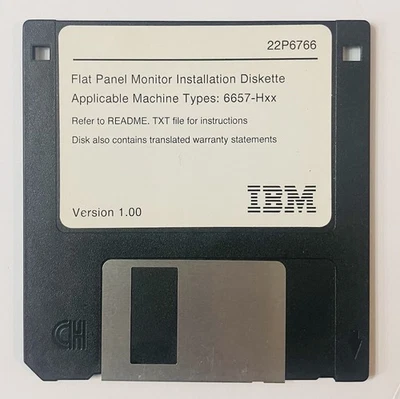 22P6766
Flat Panel Monitor Installation Diskette
Applicable Machine Types: 6657-Hxx
Refer to README. TXT file for instructions
Disk also contains translated warranty statements
Version 1.00
IBM